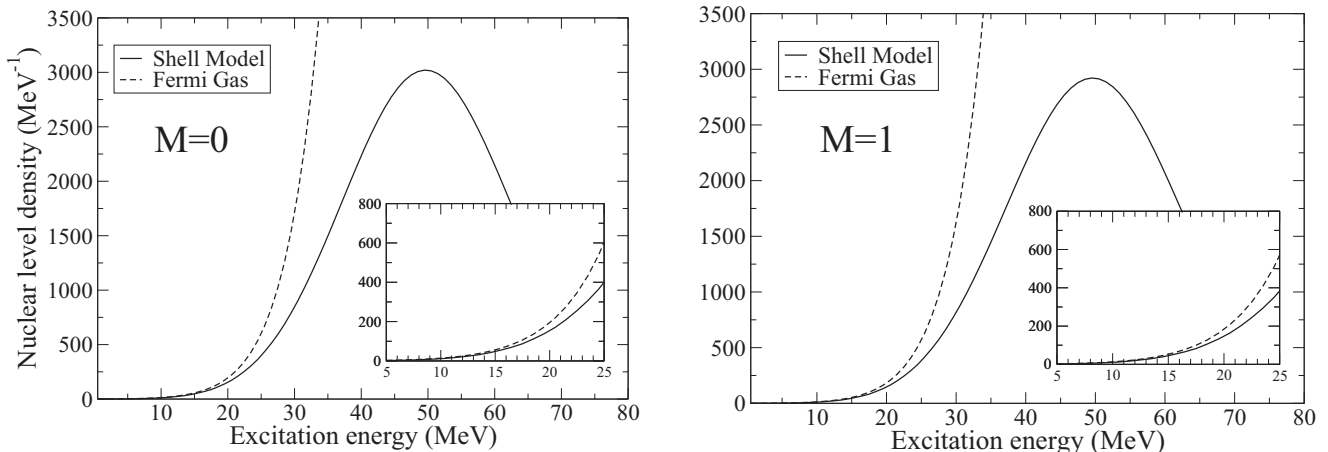 Nuclear level density (MeV⁻¹)
3500
3000
2500
2000
1500
1000
500
0
Shell Model
Fermi Gas
M=0
800
600
400
200
0
5 10 15 20 25
10 20 30 40 50 60 70 80
Excitation energy (MeV)
3500
3000
2500
2000
1500
1000
500
0
Shell Model
Fermi Gas
M=1
800
600
400
200
0
5 10 15 20 25
10 20 30 40 50 60 70 80
Excitation energy (MeV)